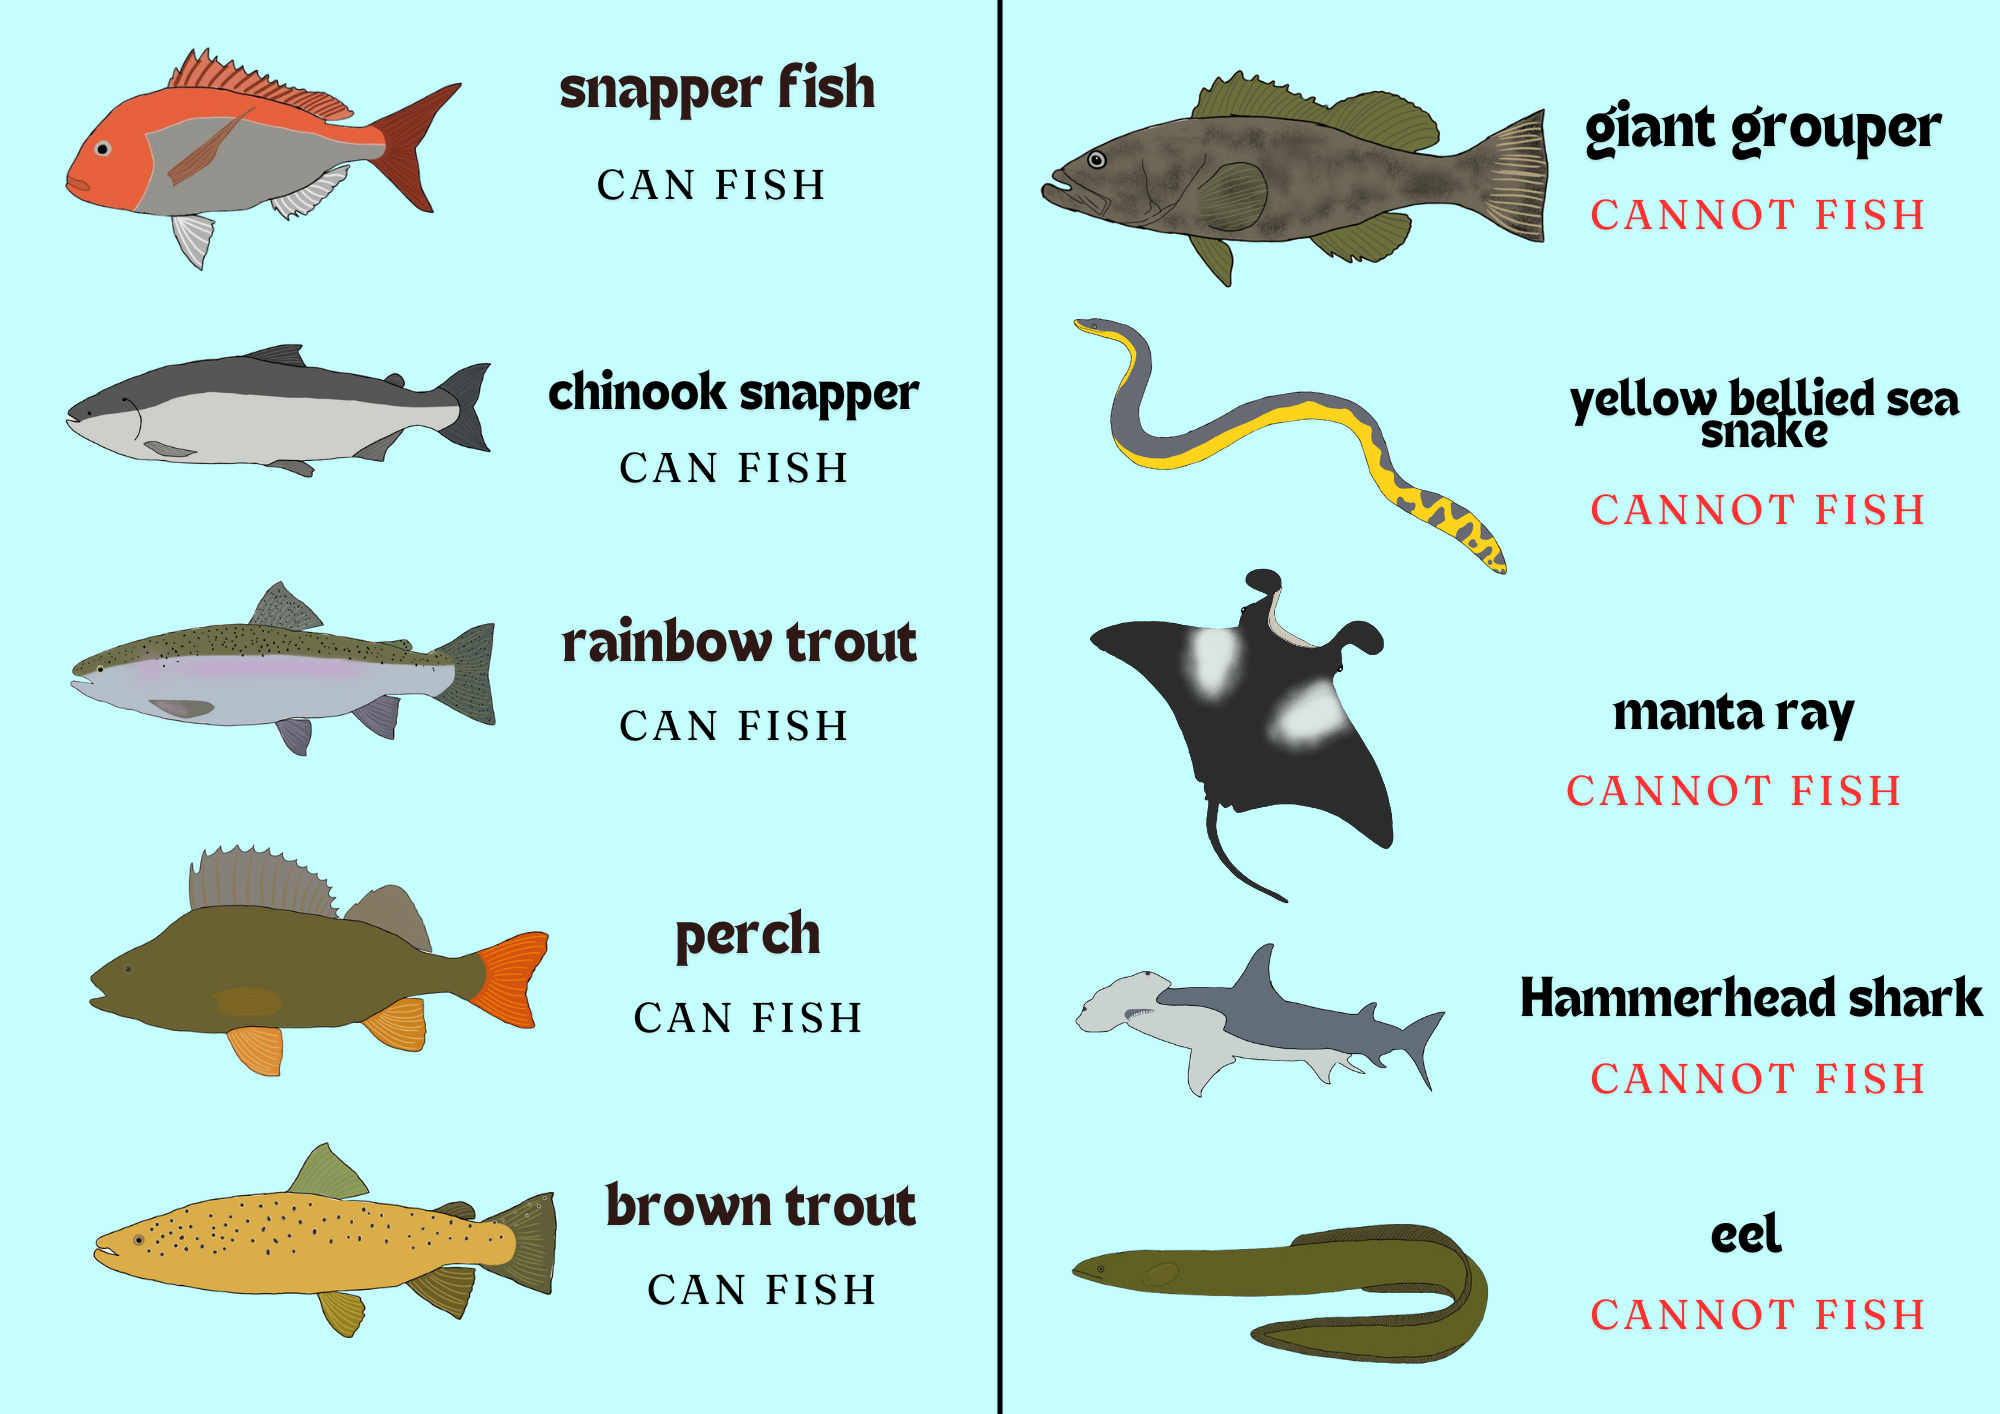 snapper fish
CAN FISH
chinook snapper
CAN FISH
rainbow trout
CAN FISH
perch
CAN FISH
brown trout
CAN FISH
giant grouper
CANNOT FISH
yellow bellied sea
snake
CANNOT FISH
manta ray
CANNOT FISH
Hammerhead shark
CANNOT FISH
eel
CANNOT FISH